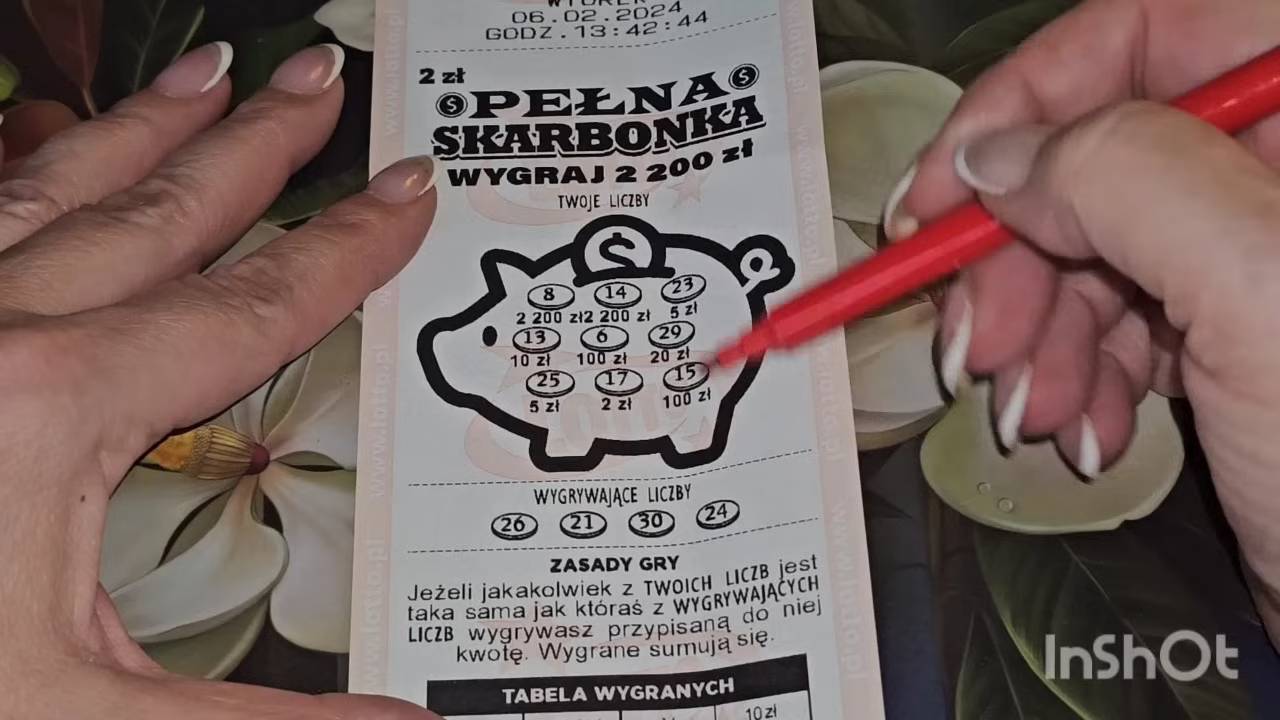 WTOREK
06.02.2024
GODZ.13:42:44
2 zł
$ PEŁNA $
SKARBONKA
WYGRAJ 2 200 zł
TWOJE LICZBY
$
8 14 23
2 200 zł 2 200 zł 5 zł
13 6 29
10 zł 100 zł 20 zł
25 17 15
5 zł 2 zł 100 zł
WYGRYWAJĄCE LICZBY
26 21 30 24
ZASADY GRY
Jeżeli jakakolwiek z TWOICH LICZB jest
taka sama jak któraś z WYGRYWAJĄCYCH
LICZB wygrywasz przypisaną do niej
kwotę. Wygrane sumują się.
TABELA WYGRANYCH
10 zł
www.lotto.pl
InShOt